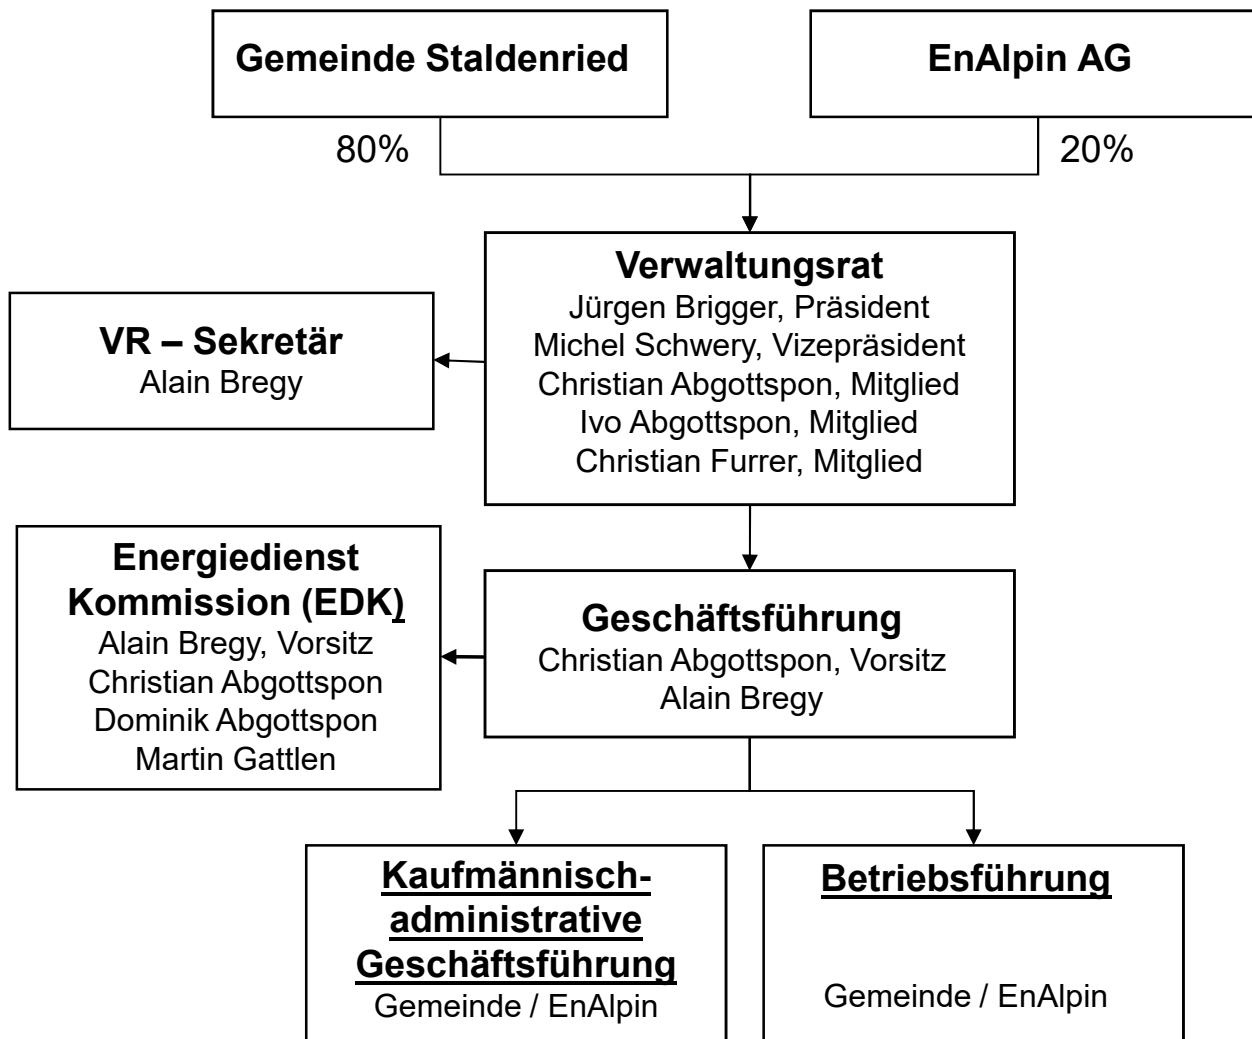 Gemeinde Staldenried
EnAlpin AG
80%
20%
Verwaltungsrat
Jürgen Brigger, Präsident
Michel Schwery, Vizepräsident
Christian Abgottspon, Mitglied
Ivo Abgottspon, Mitglied
Christian Furrer, Mitglied
VR – Sekretär
Alain Bregy
Energiedienst
Kommission (EDK)
Alain Bregy, Vorsitz
Christian Abgottspon
Dominik Abgottspon
Martin Gattlen
Geschäftsführung
Christian Abgottspon, Vorsitz
Alain Bregy
Kaufmännisch-
administrative
Geschäftsführung
Gemeinde / EnAlpin
Betriebsführung
Gemeinde / EnAlpin